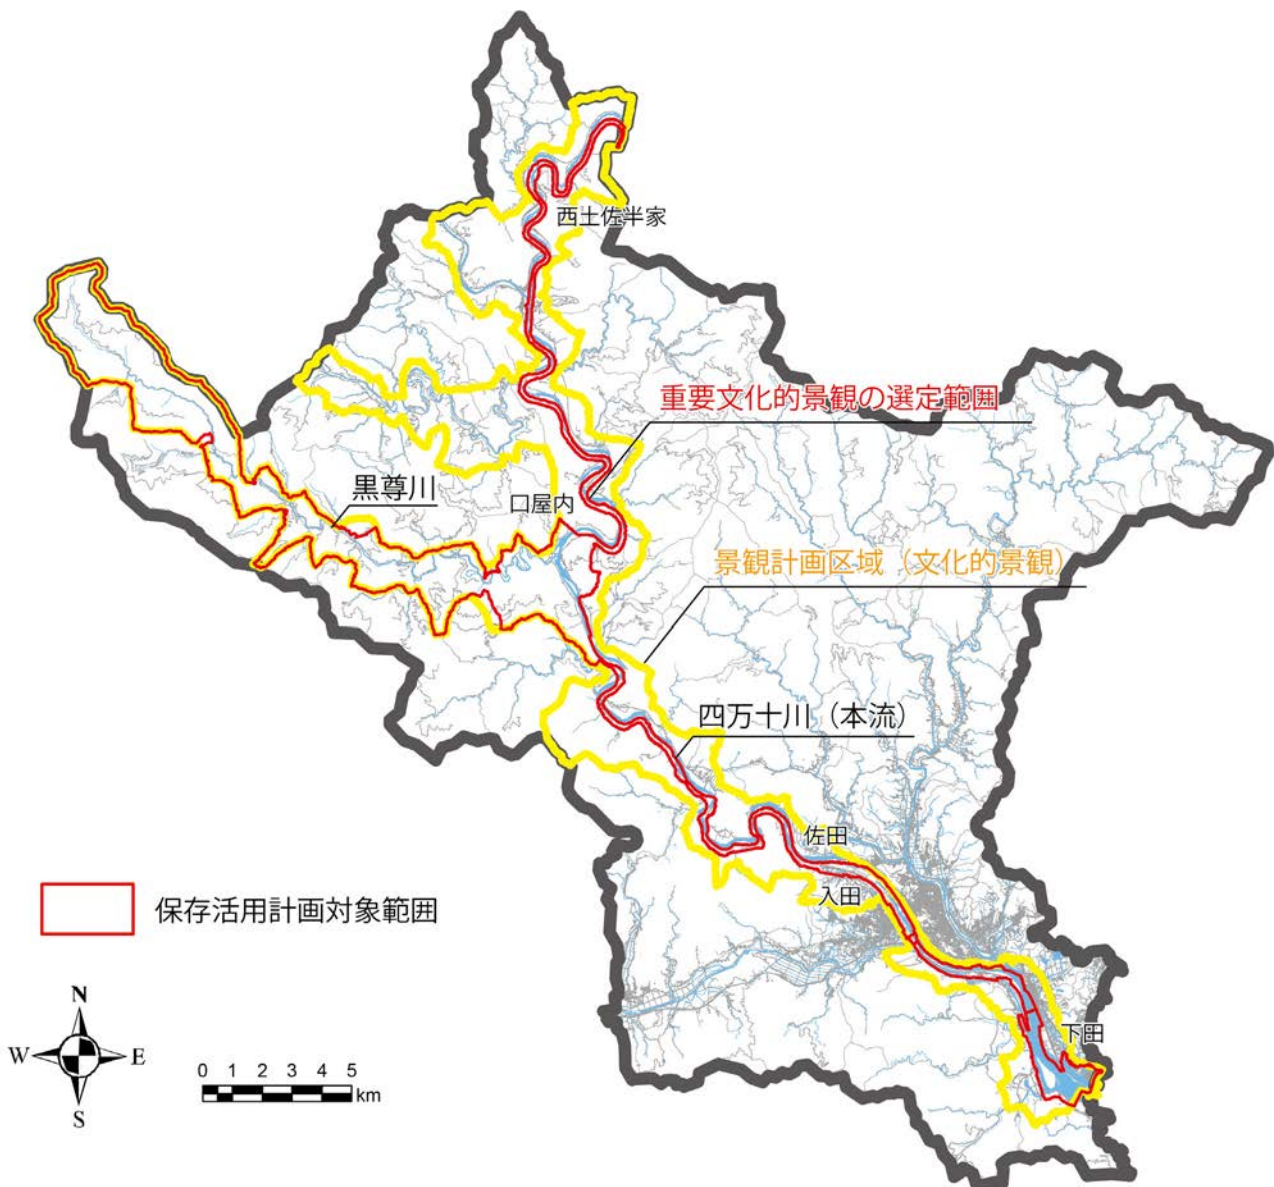 西土佐半家
重要文化的景観の選定範囲
黒尊川
口屋内
景観計画区域（文化的景観）
四万十川（本流）
佐田
入田
保存活用計画対象範囲
下田
N
W
E
S
0 1 2 3 4 5
km